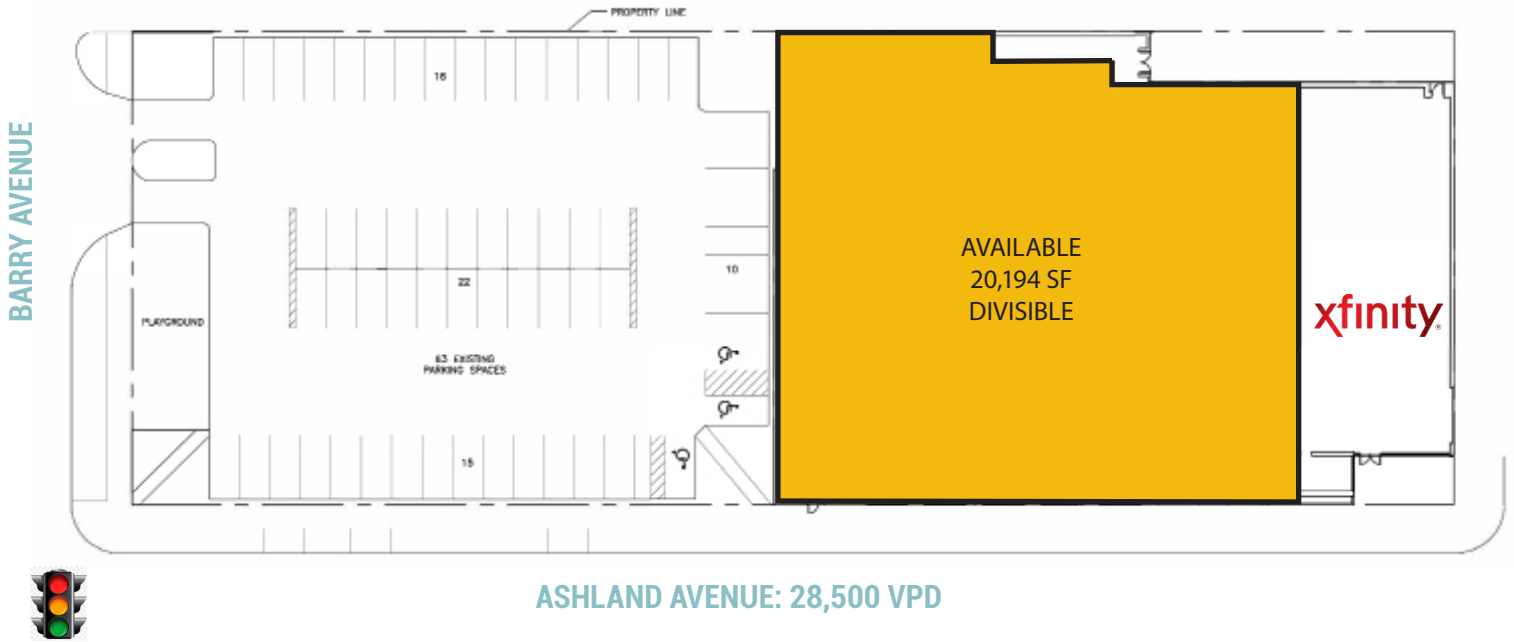 PROPERTY LINE
16
BARRY AVENUE
22
10
PLAYGROUND
63 EXISTING
PARKING SPACES
15
AVAILABLE
20,194 SF
DIVISIBLE
xfinity
ASHLAND AVENUE: 28,500 VPD